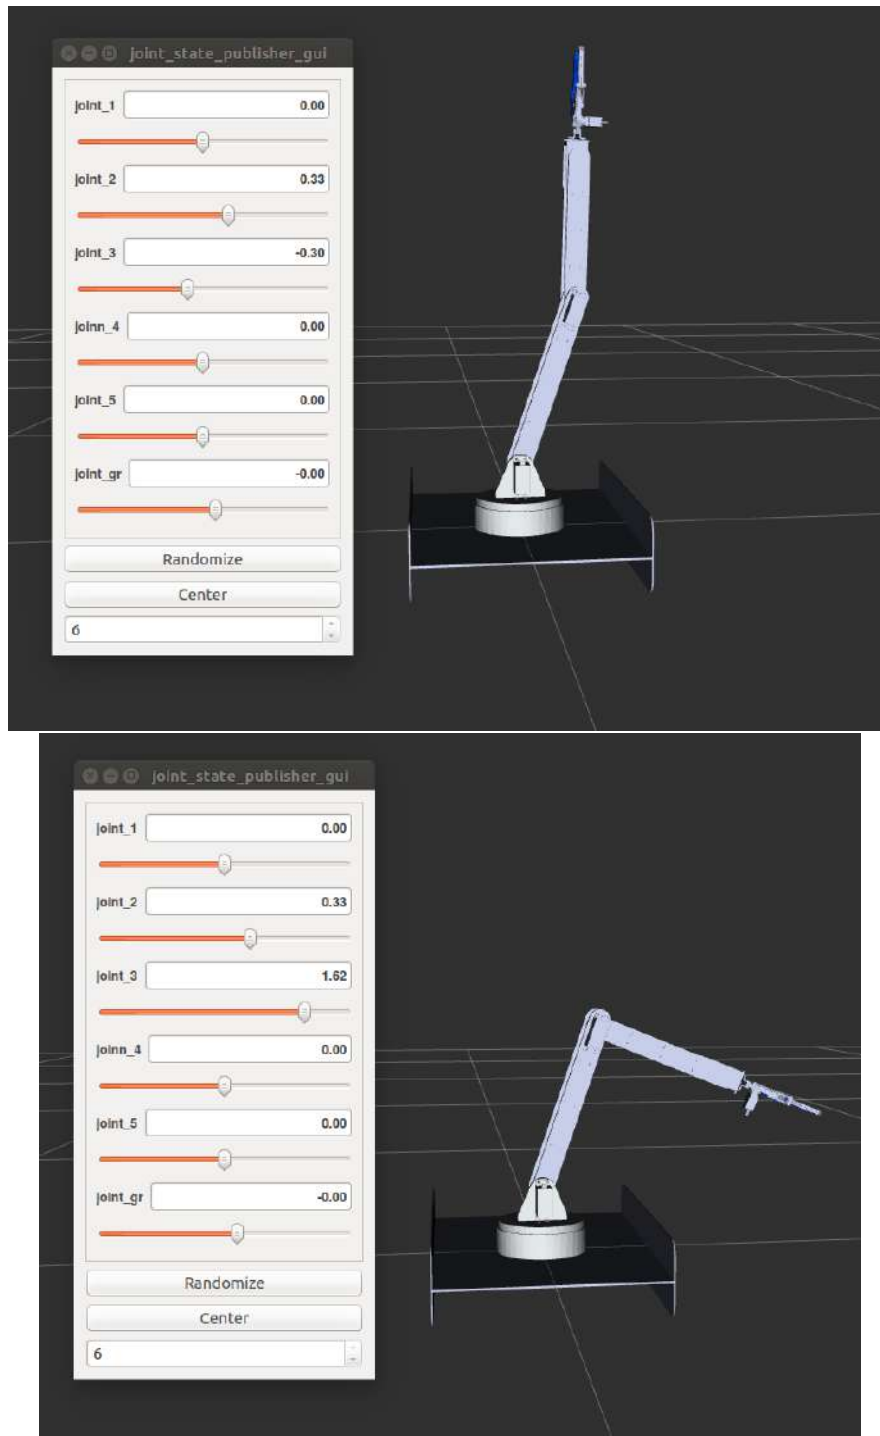 joint_state_publisher_gui
joint_1 0.00
joint_2 0.33
joint_3 -0.30
joinn_4 0.00
joint_5 0.00
joint_gr -0.00
Randomize
Center
6
joint_state_publisher_gui
joint_1 0.00
joint_2 0.33
joint_3 1.62
joinn_4 0.00
joint_5 0.00
joint_gr -0.00
Randomize
Center
6